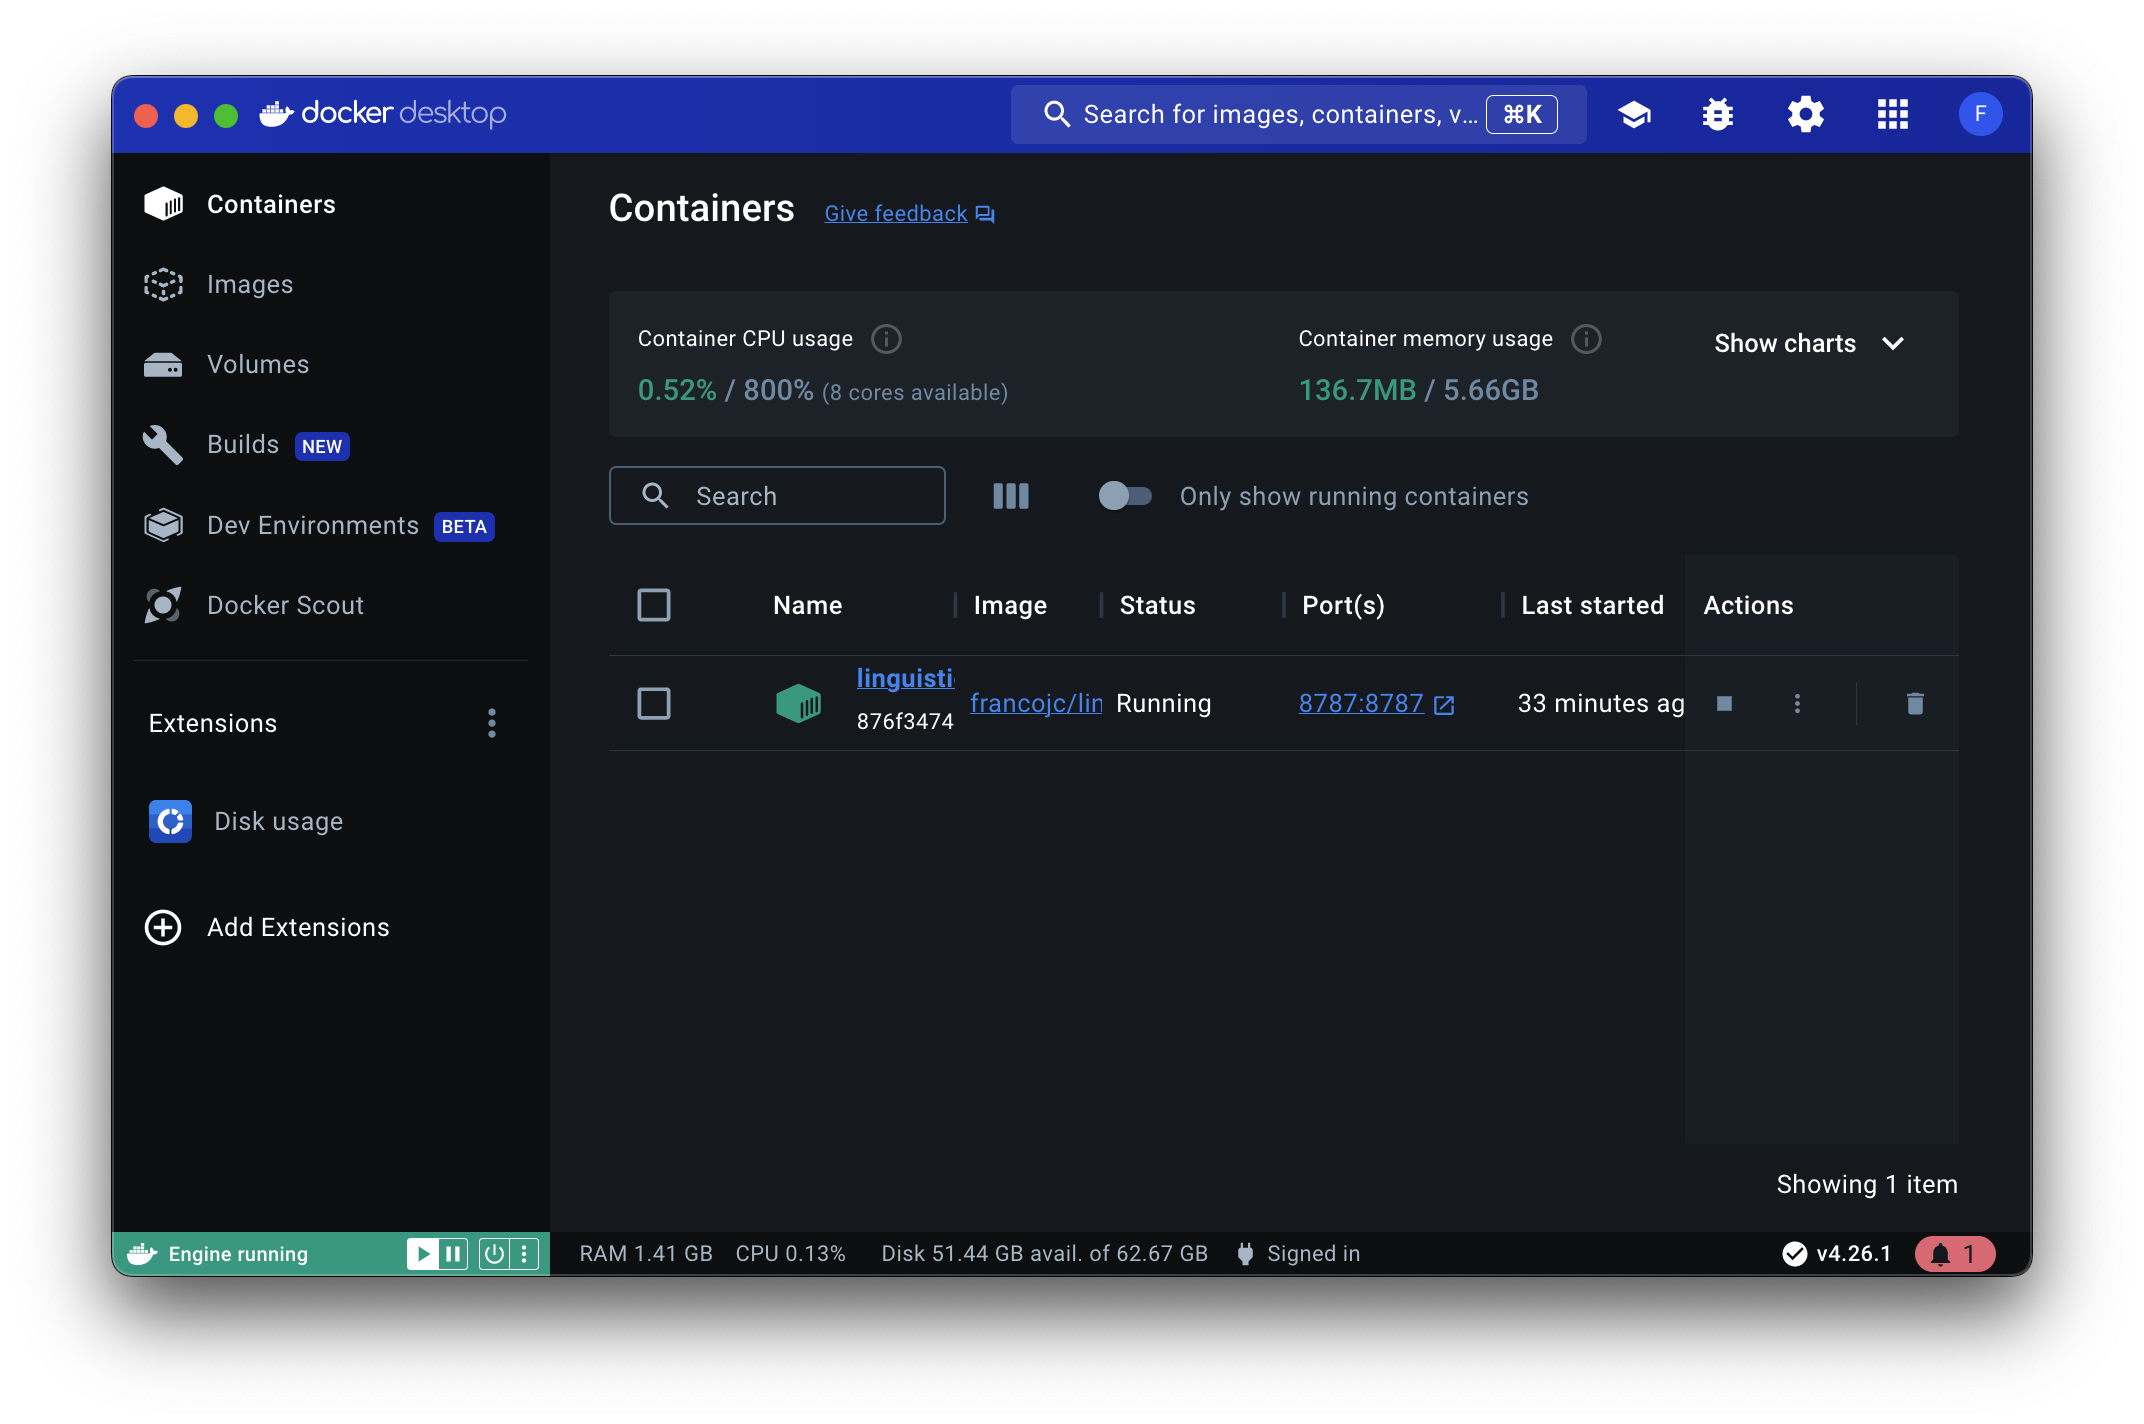 docker desktop
Search for images, containers, v... ⌘K
F
Containers
Images
Volumes
Builds NEW
Dev Environments BETA
Docker Scout
Extensions
Disk usage
Add Extensions
Containers Give feedback
Container CPU usage
0.52% / 800% (8 cores available)
Container memory usage
136.7MB / 5.66GB
Show charts
Search
Only show running containers
Name Image Status Port(s) Last started Actions
linguisti
876f3474
francojc/lin
Running
8787:8787
33 minutes ag
Showing 1 item
Engine running
RAM 1.41 GB CPU 0.13% Disk 51.44 GB avail. of 62.67 GB Signed in
v4.26.1
1